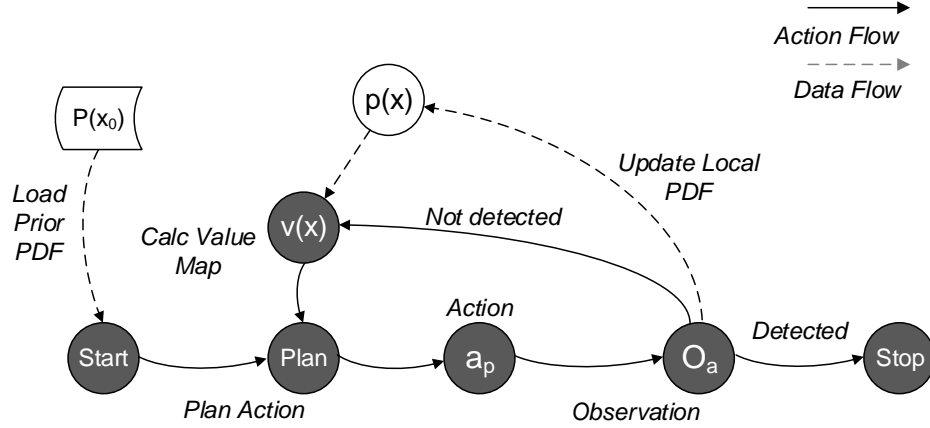 Action Flow
Data Flow
P(x₀)
p(x)
Load
Prior
PDF
Update Local
PDF
v(x)
Not detected
Calc Value
Map
Action
Detected
Start
Plan
aₚ
Oₐ
Stop
Plan Action
Observation